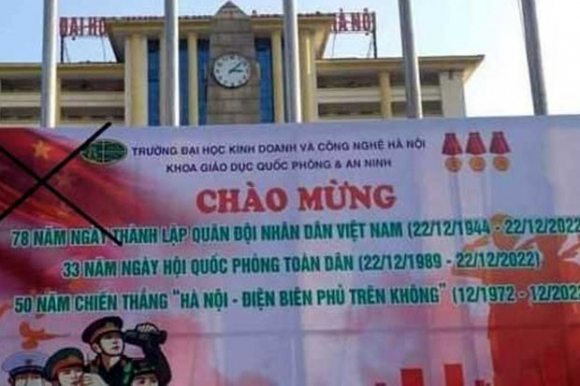 ĐẠI HỌ HÀ NỘI
TRƯỜNG ĐẠI HỌC KINH DOANH VÀ CÔNG NGHỆ HÀ NỘI
KHOA GIÁO DỤC QUỐC PHÒNG & AN NINH
CHÀO MỪNG
78 NĂM NGÀY THÀNH LẬP QUÂN ĐỘI NHÂN DÂN VIỆT NAM (22/12/1944 - 22/12/2022
33 NĂM NGÀY HỘI QUỐC PHÒNG TOÀN DÂN (22/12/1989 - 22/12/2022)
50 NĂM CHIẾN THẮNG "HÀ NỘI - ĐIỆN BIÊN PHỦ TRÊN KHÔNG" (12/1972 - 12/2022